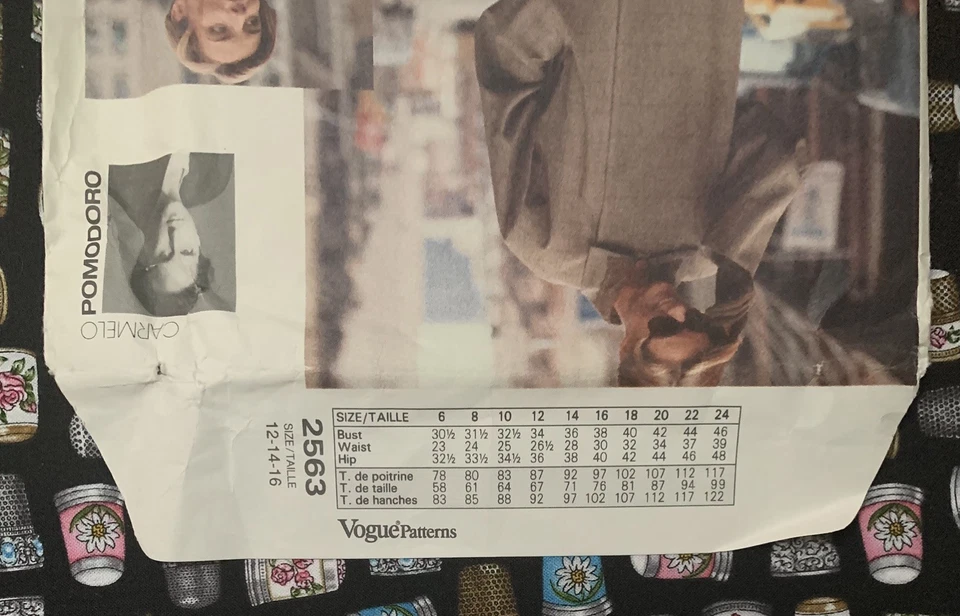 POMODORO
CARMELO
2563
SIZE/TAILLE
12-14-16
SIZE/TAILLE 6 8 10 12 14 16 18 20 22 24
Bust 30½ 31½ 32½ 34 36 38 40 42 44 46
Waist 23 24 25 26½ 28 30 32 34 37 39
Hip 32½ 33½ 34½ 36 38 40 42 44 46 48
T. de poitrine 78 80 83 87 92 97 102 107 112 117
T. de taille 58 61 64 67 71 76 81 87 94 99
T. de hanches 83 85 88 92 97 102 107 112 117 122
Vogue® Patterns